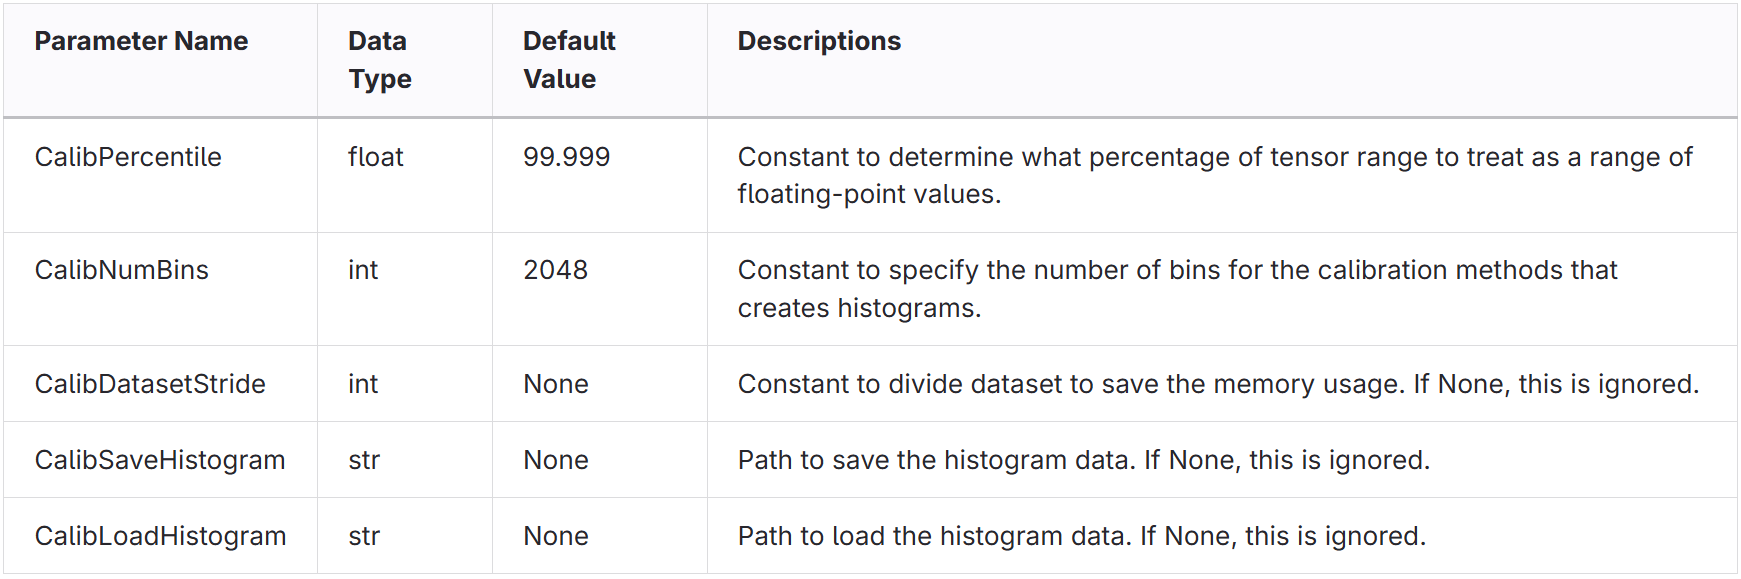 Parameter Name Data Type Default Value Descriptions
CalibPercentile float 99.999 Constant to determine what percentage of tensor range to treat as a range of
floating-point values.
CalibNumBins int 2048 Constant to specify the number of bins for the calibration methods that
creates histograms.
CalibDatasetStride int None Constant to divide dataset to save the memory usage. If None, this is ignored.
CalibSaveHistogram str None Path to save the histogram data. If None, this is ignored.
CalibLoadHistogram str None Path to load the histogram data. If None, this is ignored.